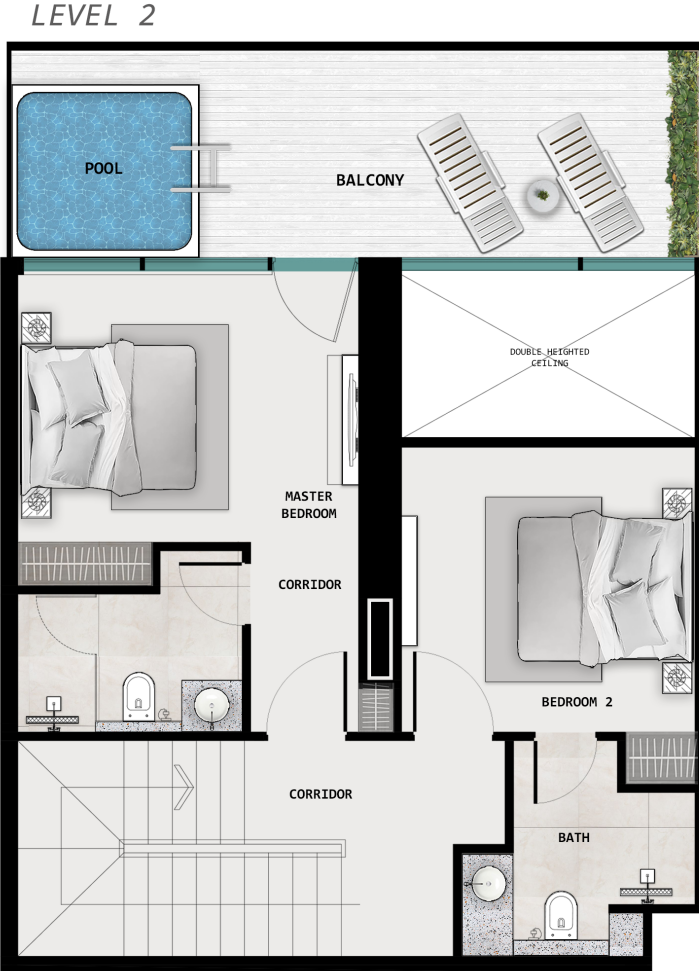 LEVEL 2
POOL
BALCONY
DOUBLE HEIGHTED
CEILING
MASTER
BEDROOM
CORRIDOR
BEDROOM 2
CORRIDOR
BATH